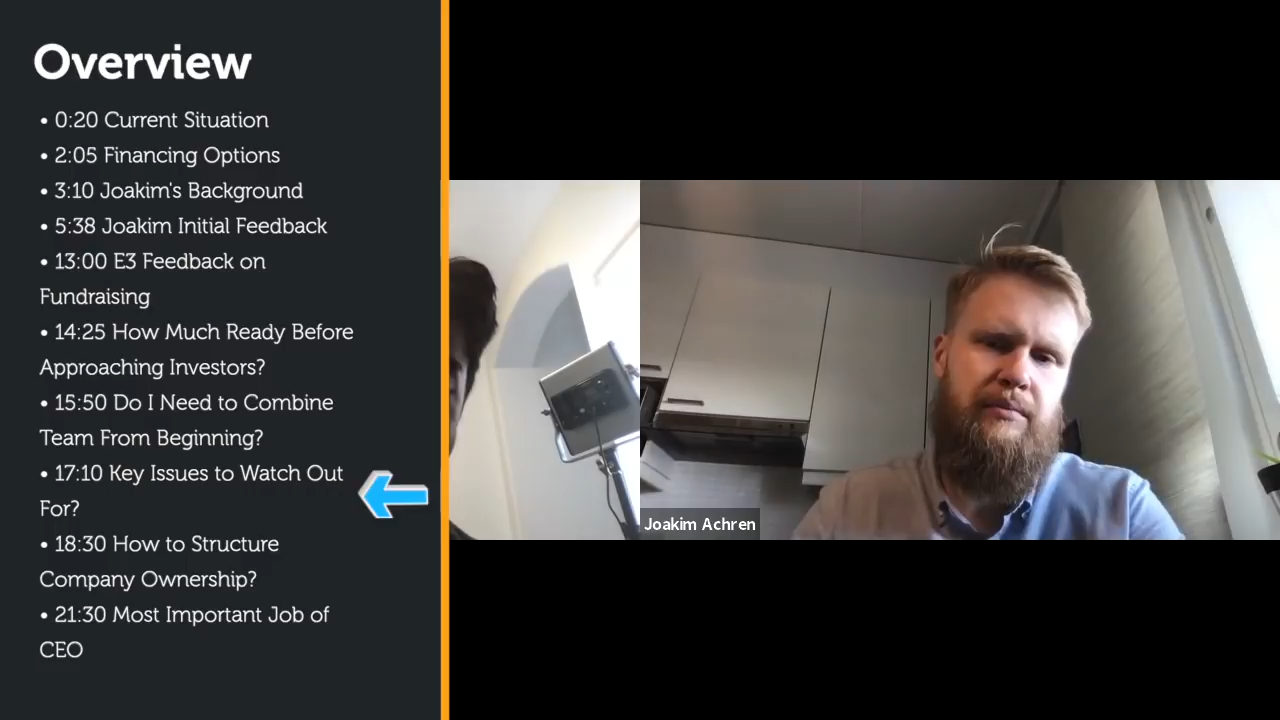 Overview
• 0:20 Current Situation
• 2:05 Financing Options
• 3:10 Joakim's Background
• 5:38 Joakim Initial Feedback
• 13:00 E3 Feedback on
Fundraising
• 14:25 How Much Ready Before
Approaching Investors?
• 15:50 Do I Need to Combine
Team From Beginning?
• 17:10 Key Issues to Watch Out
For?
• 18:30 How to Structure
Company Ownership?
• 21:30 Most Important Job of
CEO
Joakim Achren